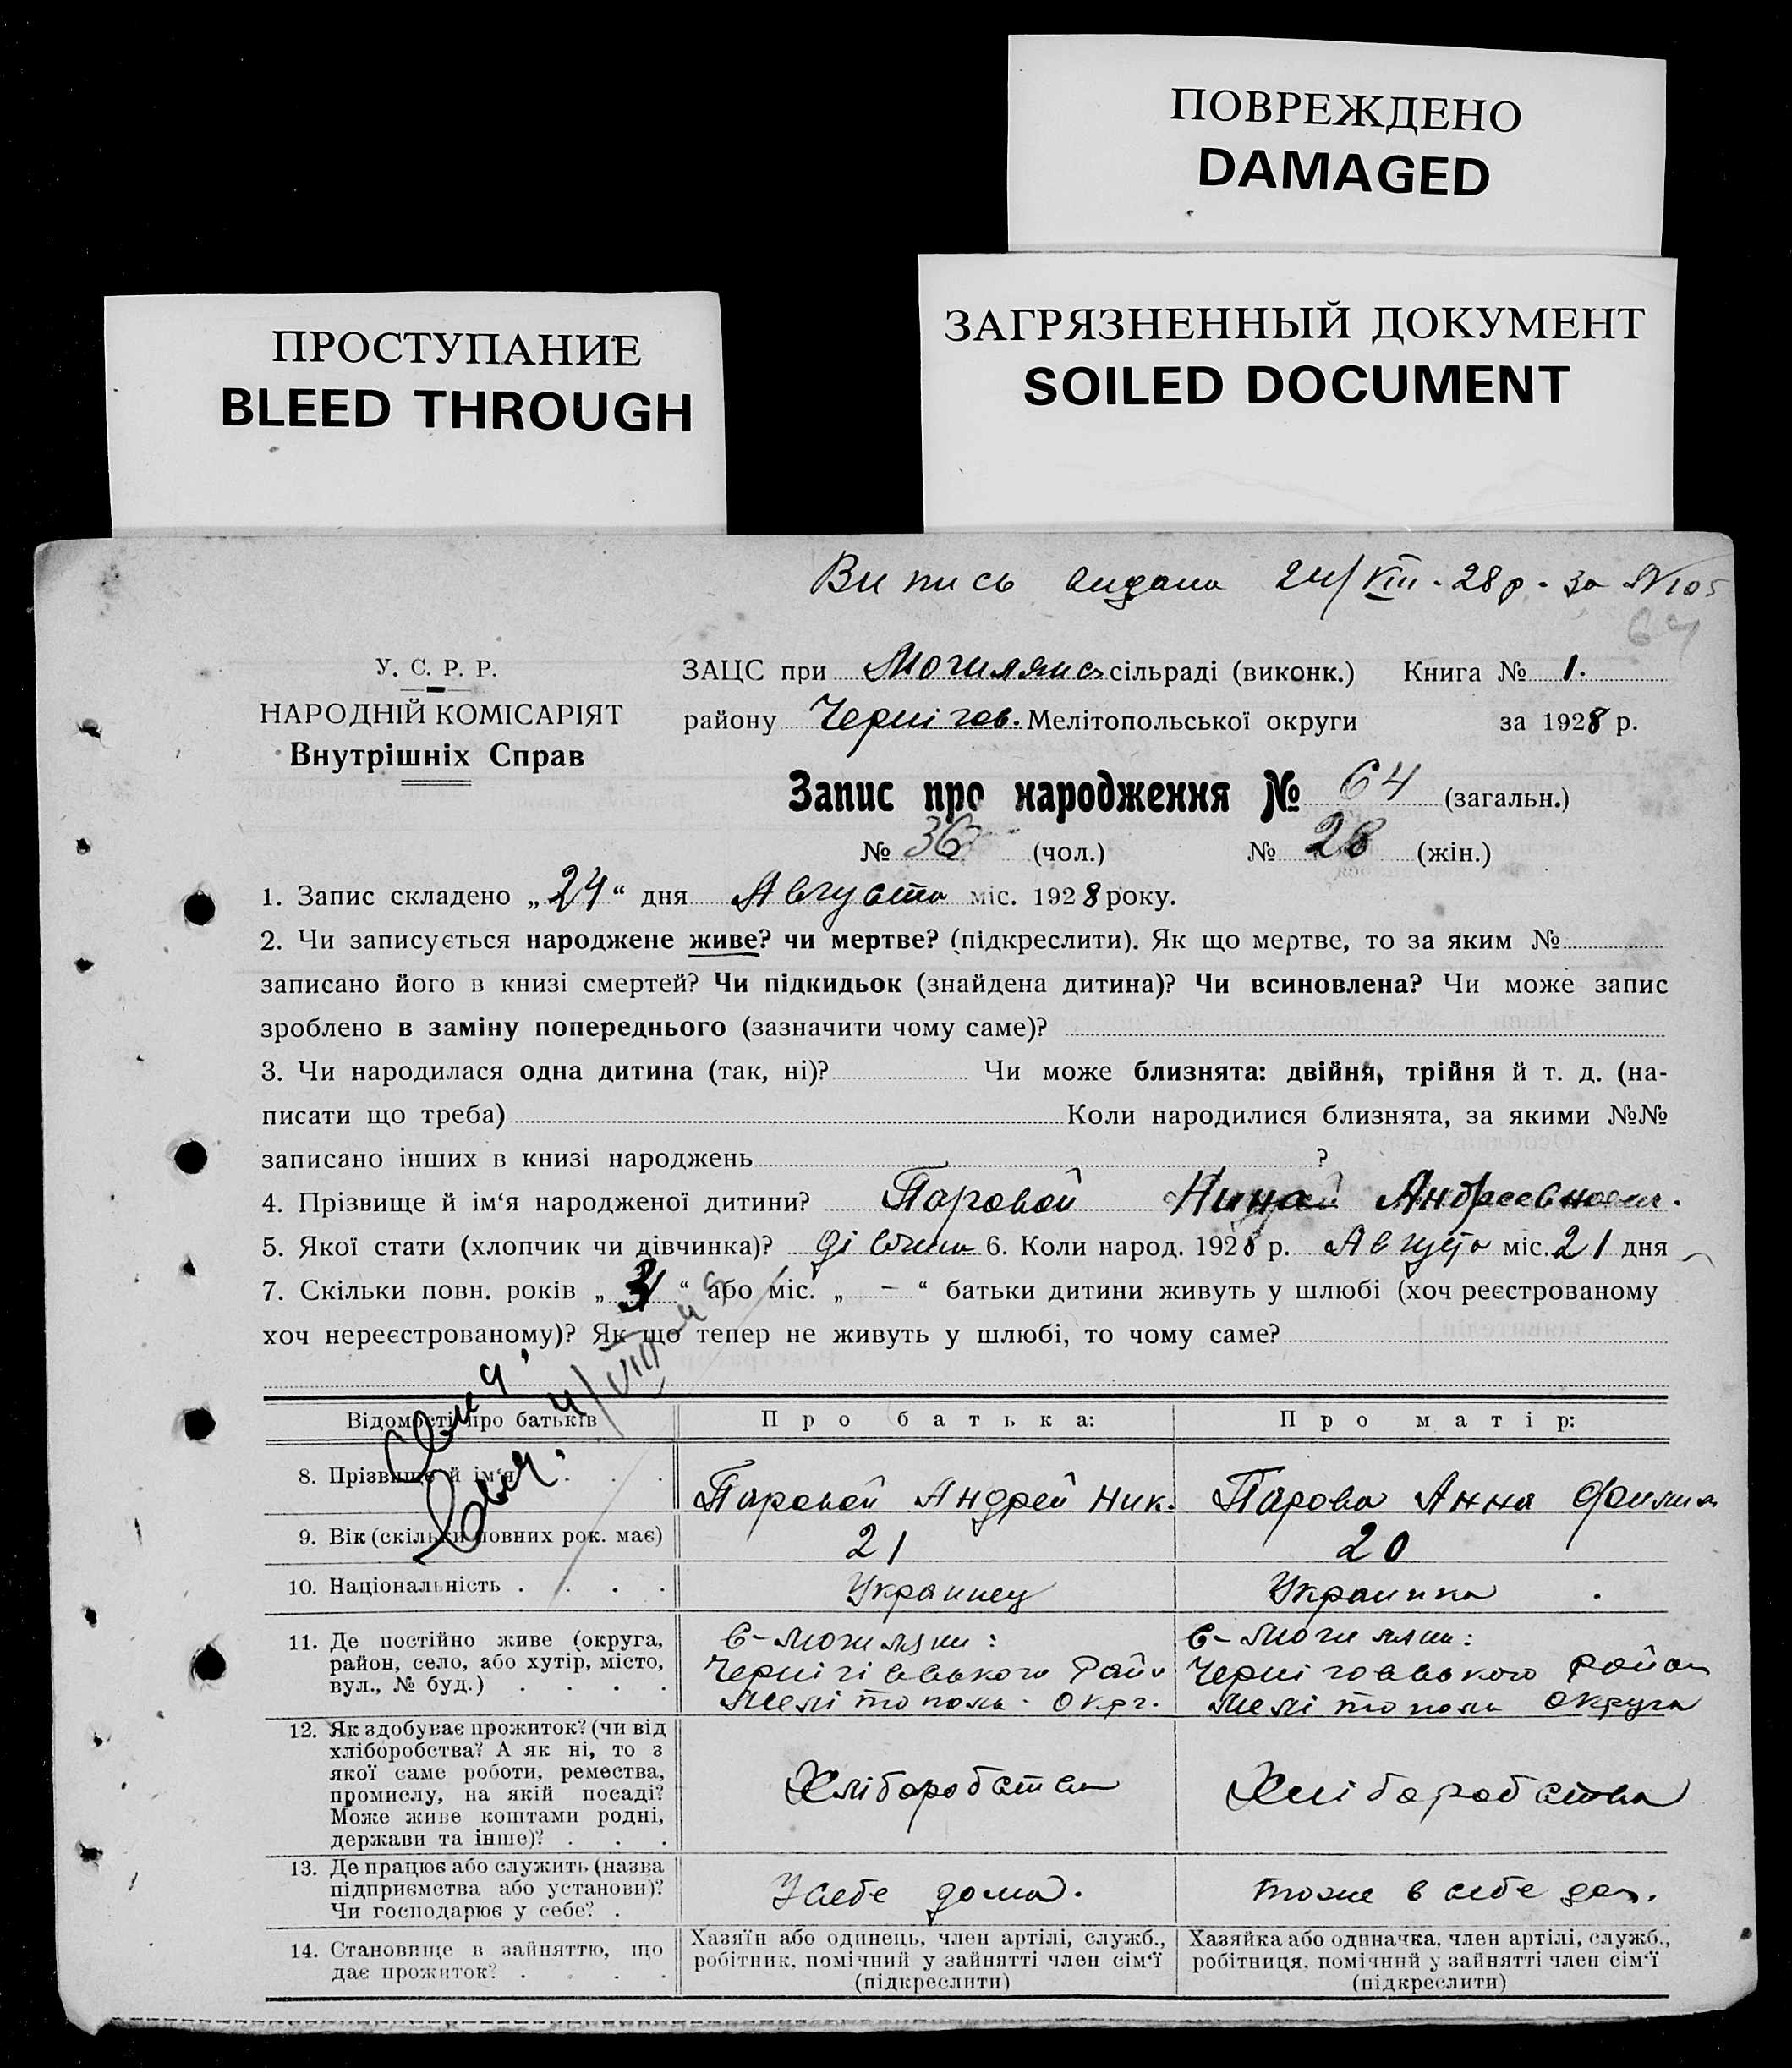 ПОВРЕЖДЕНО
DAMAGED
ЗАГРЯЗНЕННЫЙ ДОКУМЕНТ
SOILED DOCUMENT
ПРОСТУПАНИЕ
BLEED THROUGH
Випись видана 24/VIII-28р. за №105
64
У. С. Р. Р.
НАРОДНІЙ КОМІСАРІЯТ
Внутрішніх Справ
ЗАЦС при Могилянсь сільраді (виконк.) Книга № 1.
району Чернігов. Мелітопольської округи за 1928 р.
Запис про народження № 64 (загальн.)
№ 36 (чол.) № 28 (жін.)
1. Запис складено „24“ дня Августа міс. 1928 року.
2. Чи записується народжене живе? чи мертве? (підкреслити). Як що мертве, то за яким №
записано його в книзі смертей? Чи підкидьок (знайдена дитина)? Чи всиновлена? Чи може запис
зроблено в заміну попереднього (зазначити чому саме)?
3. Чи народилася одна дитина (так, ні)? Чи може близнята: двійня, трійня й т. д. (на-
писати що треба) Коли народилися близнята, за якими №№
записано інших в книзі народжень ?
4. Прізвище й ім‘я народженої дитини? Паровой Андреевна
5. Якої стати (хлопчик чи дівчинка)? дівчина 6. Коли народ. 1928 р. Августа міс. 21 дня
7. Скільки повн. років „ “ або міс. „ – “ батьки дитини живуть у шлюбі (хоч реєстрованому
хоч нереєстрованому)? Як що тепер не живуть у шлюбі, то чому саме?
Відомості про батьків Про батька: Про матір:
8. Прізвище й ім‘я . . . Паровой Андрей Ник. Парова Анна
9. Вік (скільки повних рок. має) 21 20
10. Національність . . . . Украинец Украинка
11. Де постійно живе (округа, с-Могиляни: с-Могиляни:
район, село, або хутір, місто, Чернігівського Рай Чернігоавького Район
вул., № буд.) . . . . Мелітополь. Окрг. Мелітополь Округа
12. Як здобуває прожиток? (чи від
хліборобства? А як ні, то з
якої саме роботи, ремества,
промислу, на якій посаді? Хліборобства Хліборобства
Може живе коштами родні,
держави та інше)? . . .
13. Де працює або служить (назва
підприємства або установи)? У себе дома. тоже в себе дом.
Чи господарює у себе? .
14. Становище в зайняттю, що
дає прожиток? . . . .
Хазяїн або одинець, член артілі, служб.,
робітник, помічний у зайнятті член сім‘ї
(підкреслити)
Хазяйка або одиначка, член артілі, служб.,
робітниця, помічний у зайнятті член сім‘ї
(підкреслити)